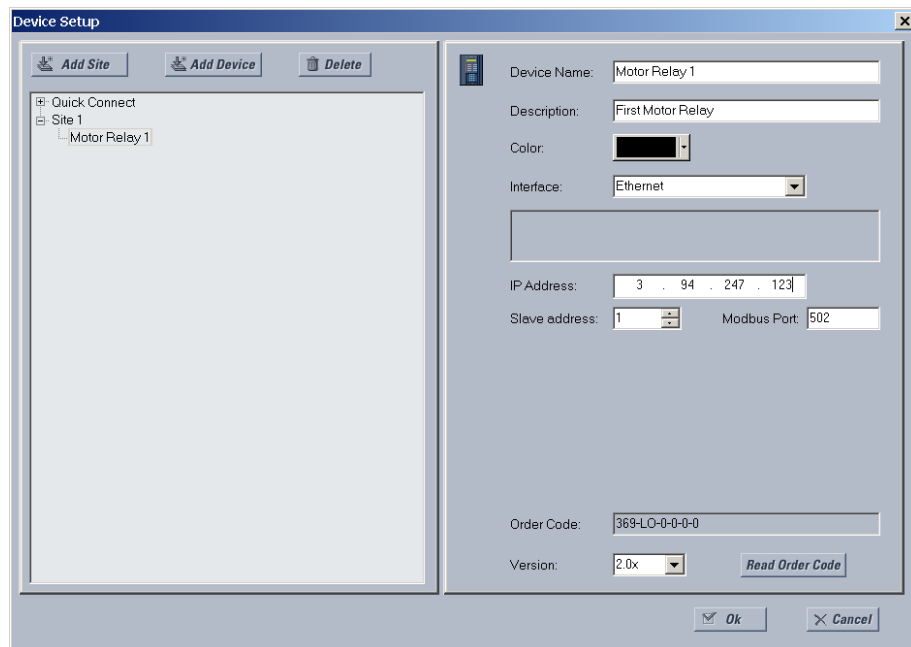 Device Setup
Add Site Add Device Delete
Quick Connect
Site 1
Motor Relay 1
Device Name: Motor Relay 1
Description: First Motor Relay
Color:
Interface: Ethernet
IP Address: 3 . 94 . 247 . 123
Slave address: 1 Modbus Port: 502
Order Code: 369-LO-0-0-0-0
Version: 2.0x Read Order Code
Ok Cancel